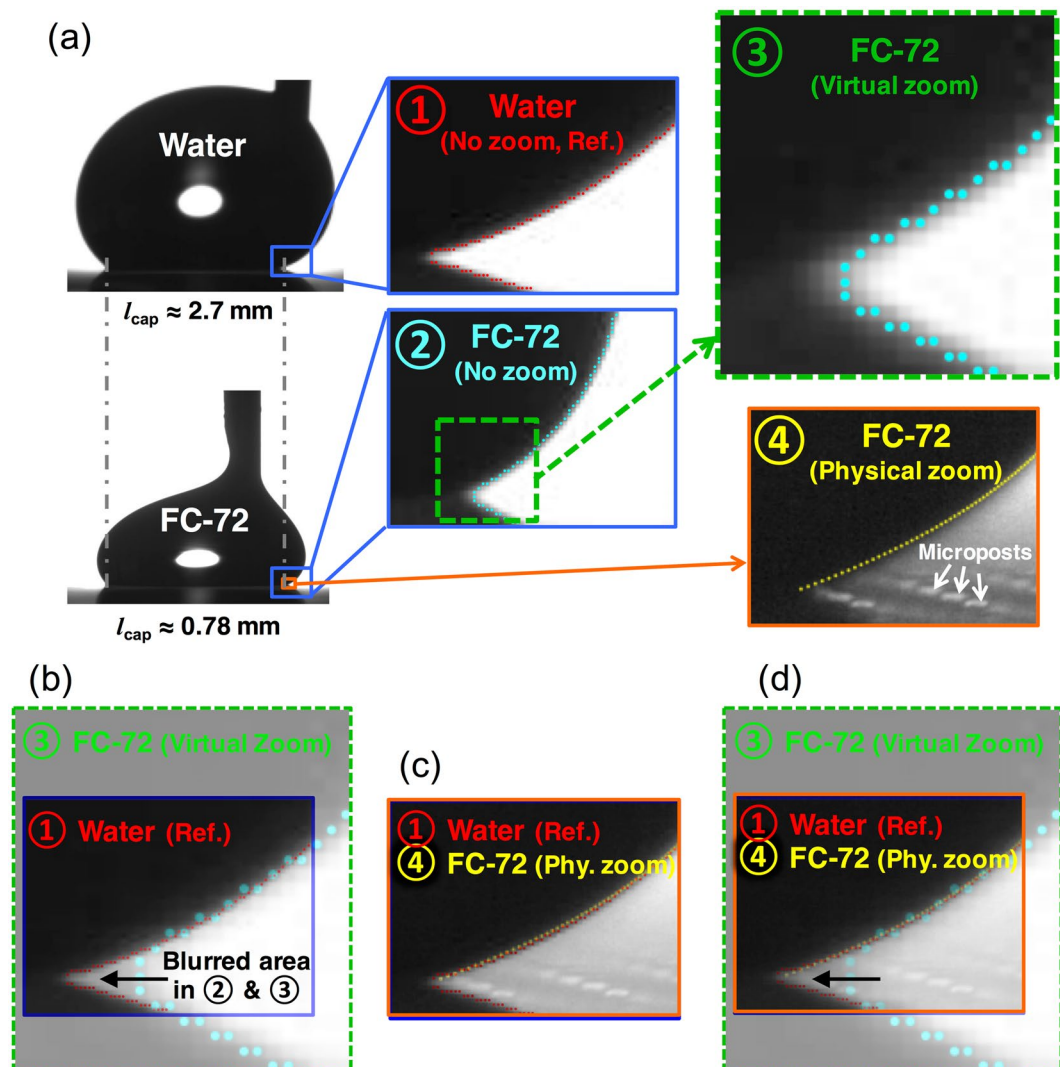 (a)
Water
l_cap ≈ 2.7 mm
FC-72
l_cap ≈ 0.78 mm
① Water
(No zoom, Ref.)
② FC-72
(No zoom)
③ FC-72
(Virtual zoom)
④ FC-72
(Physical zoom)
Microposts
(b)
③ FC-72 (Virtual Zoom)
① Water (Ref.)
Blurred area
in ② & ③
(c)
① Water (Ref.)
④ FC-72 (Phy. zoom)
(d)
③ FC-72 (Virtual Zoom)
① Water (Ref.)
④ FC-72 (Phy. zoom)